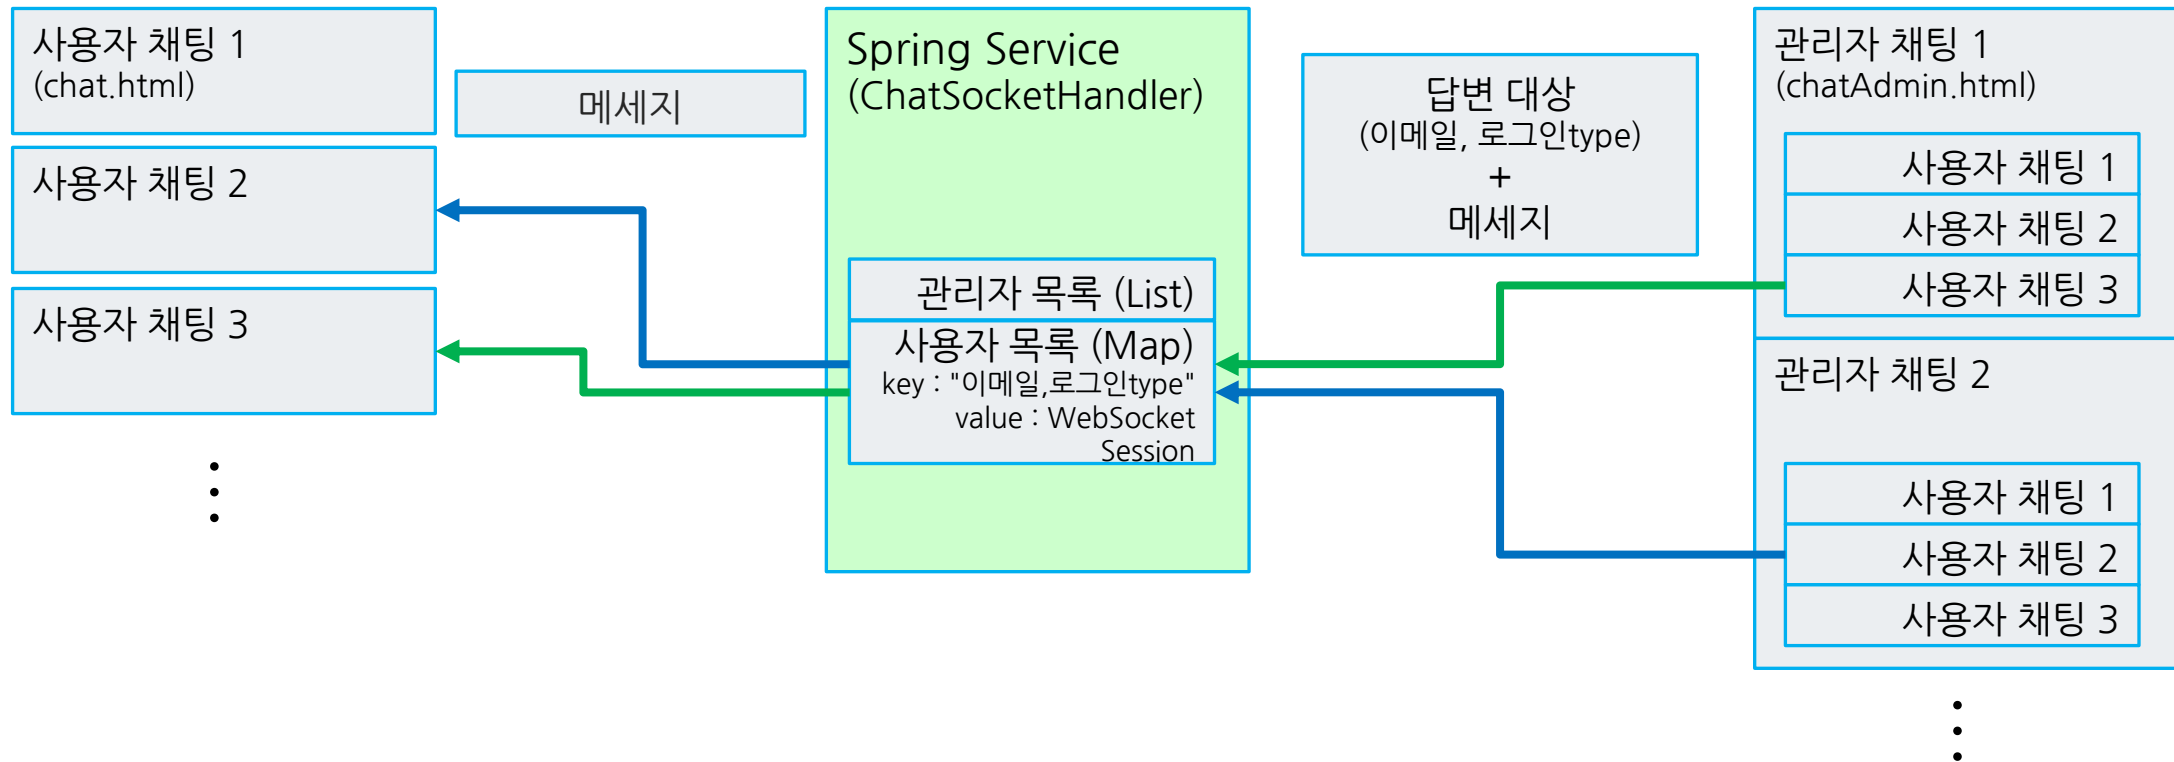 사용자 채팅 1
(chat.html)
사용자 채팅 2
사용자 채팅 3
메세지
Spring Service
(ChatSocketHandler)
관리자 목록 (List)
사용자 목록 (Map)
key : "이메일,로그인type"
value : WebSocket
Session
답변 대상
(이메일, 로그인type)
+
메세지
관리자 채팅 1
(chatAdmin.html)
사용자 채팅 1
사용자 채팅 2
사용자 채팅 3
관리자 채팅 2
사용자 채팅 1
사용자 채팅 2
사용자 채팅 3